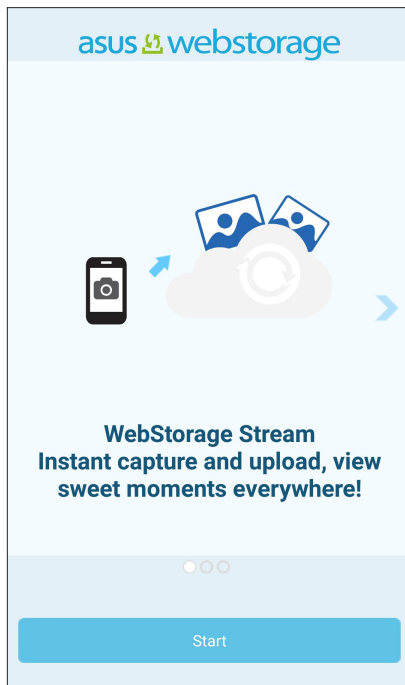 asus webstorage
WebStorage Stream
Instant capture and upload, view
sweet moments everywhere!
Start